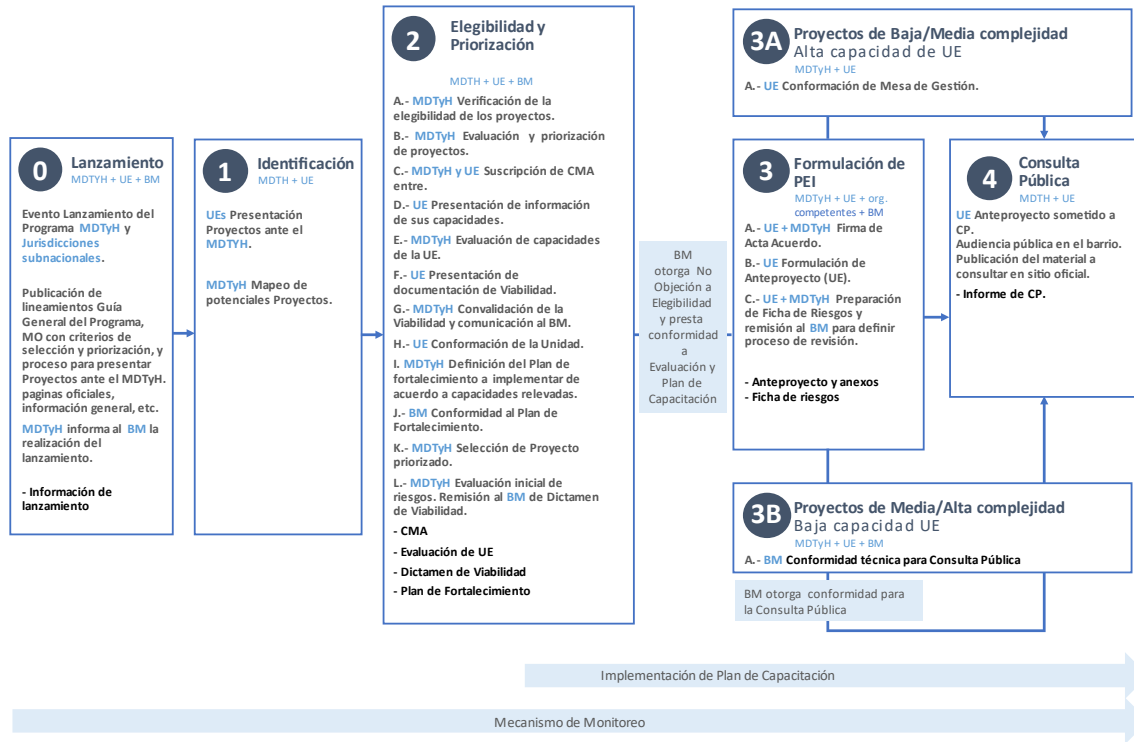 0
Lanzamiento
MDTYH + UE + BM
Evento Lanzamiento del
Programa MDTyH y
Jurisdicciones
subnacionales.
Publicación de
lineamientos Guía
General del Programa,
MO con criterios de
selección y priorización, y
proceso para presentar
Proyectos ante el MDTyH.
paginas oficiales,
información general, etc.
MDTyH informa al BM la
realización del
lanzamiento.
- Información de
lanzamiento
1
Identificación
MDTH + UE
UEs Presentación
Proyectos ante el
MDTYH.
MDTyH Mapeo de
potenciales Proyectos.
2
Elegibilidad y
Priorización
MDTH + UE + BM
A.- MDTyH Verificación de la
elegibilidad de los proyectos.
B.- MDTyH Evaluación y priorización
de proyectos.
C.- MDTyH y UE Suscripción de CMA
entre.
D.- UE Presentación de información
de sus capacidades.
E.- MDTyH Evaluación de capacidades
de la UE.
F.- UE Presentación de
documentación de Viabilidad.
G.- MDTyH Convalidación de la
Viabilidad y comunicación al BM.
H.- UE Conformación de la Unidad.
I. MDTyH Definición del Plan de
fortalecimiento a implementar de
acuerdo a capacidades relevadas.
J.- BM Conformidad al Plan de
Fortalecimiento.
K.- MDTyH Selección de Proyecto
priorizado.
L.- MDTyH Evaluación inicial de
riesgos. Remisión al BM de Dictamen
de Viabilidad.
- CMA
- Evaluación de UE
- Dictamen de Viabilidad
- Plan de Fortalecimiento
BM
otorga No
Objeción a
Elegibilidad
y presta
conformidad
a
Evaluación y
Plan de
Capacitación
3A
Proyectos de Baja/Media complejidad
Alta capacidad de UE
MDTyH + UE
A.- UE Conformación de Mesa de Gestión.
3
Formulación de
PEI
MDTyH + UE + org.
competentes + BM
A.- UE + MDTyH Firma de
Acta Acuerdo.
B.- UE Formulación de
Anteproyecto (UE).
C.- UE + MDTyH Preparación
de Ficha de Riesgos y
remisión al BM para definir
proceso de revisión.
- Anteproyecto y anexos
- Ficha de riesgos
4
Consulta
Pública
MDTH + UE
UE Anteproyecto sometido a
CP.
Audiencia pública en el barrio.
Publicación del material a
consultar en sitio oficial.
- Informe de CP.
3B
Proyectos de Media/Alta complejidad
Baja capacidad UE
MDTyH + UE + BM
A.- BM Conformidad técnica para Consulta Pública
BM otorga conformidad para
la Consulta Pública
Implementación de Plan de Capacitación
Mecanismo de Monitoreo